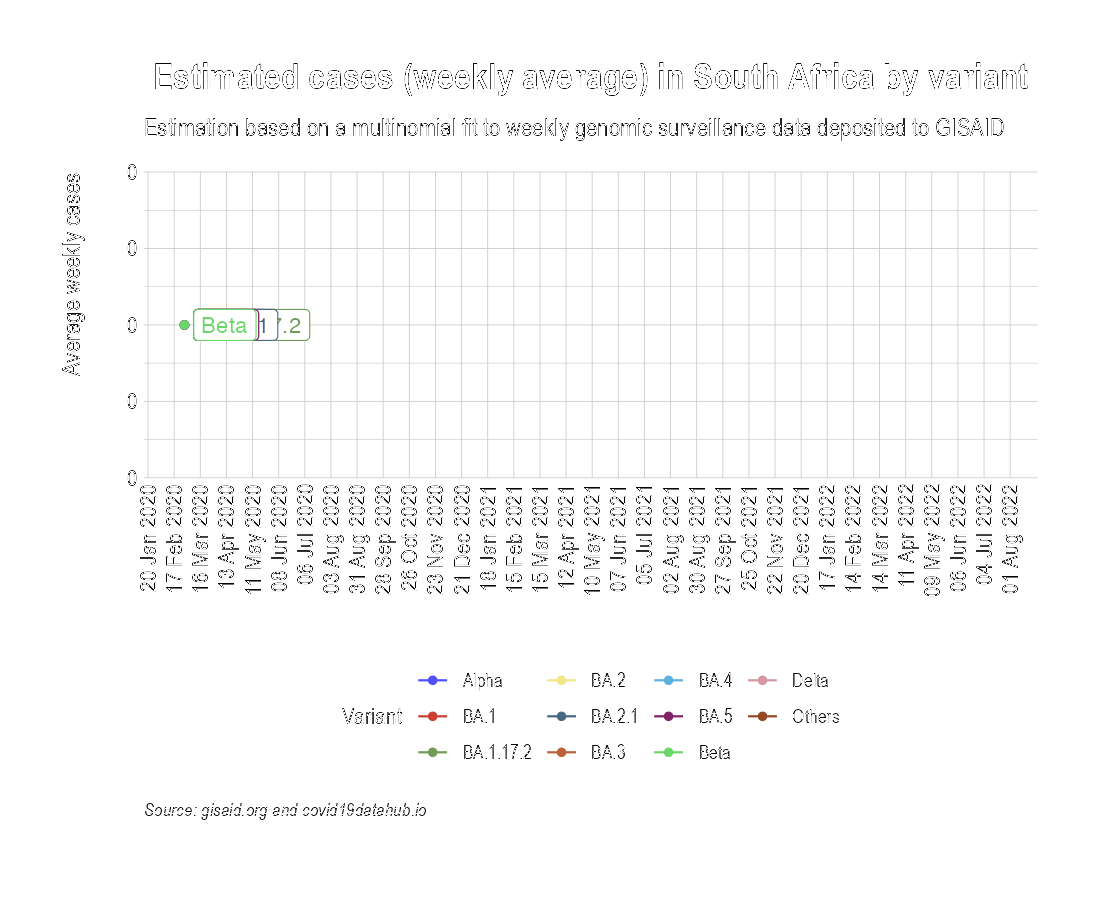 Estimated cases (weekly average) in South Africa by variant
Estimation based on a multinomial fit to weekly genomic surveillance data deposited to GISAID
Average weekly cases
0
0
0
0
0
Beta 1 7.2
20 Jan 2020
17 Feb 2020
16 Mar 2020
13 Apr 2020
11 May 2020
08 Jun 2020
06 Jul 2020
03 Aug 2020
31 Aug 2020
28 Sep 2020
26 Oct 2020
23 Nov 2020
21 Dec 2020
18 Jan 2021
15 Feb 2021
15 Mar 2021
12 Apr 2021
10 May 2021
07 Jun 2021
05 Jul 2021
02 Aug 2021
30 Aug 2021
27 Sep 2021
25 Oct 2021
22 Nov 2021
20 Dec 2021
17 Jan 2022
14 Feb 2022
14 Mar 2022
11 Apr 2022
09 May 2022
06 Jun 2022
04 Jul 2022
01 Aug 2022
Variant
Alpha
BA.1
BA.1.17.2
BA.2
BA.2.1
BA.3
BA.4
BA.5
Beta
Delta
Others
Source: gisaid.org and covid19datahub.io